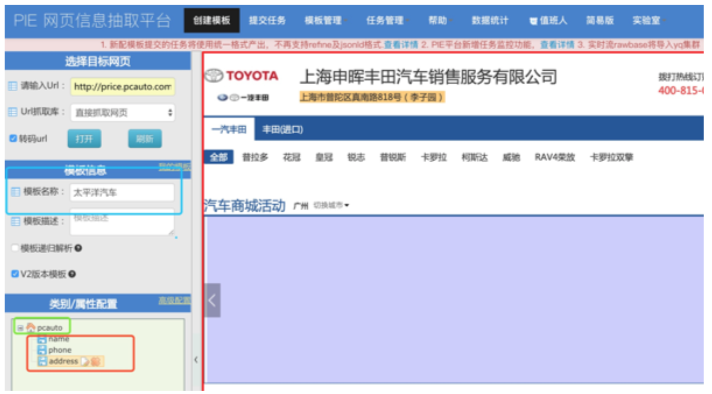 PIE 网页信息抽取平台 创建模板 提交任务 模板管理 任务管理 帮助 数据统计 值班人 简易版 实验室
1. 新配模板提交的任务将使用统一格式产出，不再支持refine及jsonld格式.查看详情 2. PIE平台新增任务监控功能，查看详情 3. 实时流rawbase将导入yq集群
选择目标网页
请输入Url： http://price.pcauto.com
Url抓取库： 直接抓取网页
转码url 打开 刷新
模板信息 我的模板
模板名称： 太平洋汽车
模板描述： 模板描述
模板递归解析
V2版本模板
类别/属性配置 高级配置
pcauto
name
phone
address
TOYOTA 上海申晖丰田汽车销售服务有限公司 拨打热线订
一汽丰田 上海市普陀区真南路818号（李子园） 400-815-0
一汽丰田 丰田(进口)
全部 普拉多 花冠 皇冠 锐志 普锐斯 卡罗拉 柯斯达 威驰 RAV4荣放 卡罗拉双擎
汽车商城活动 广州 切换城市